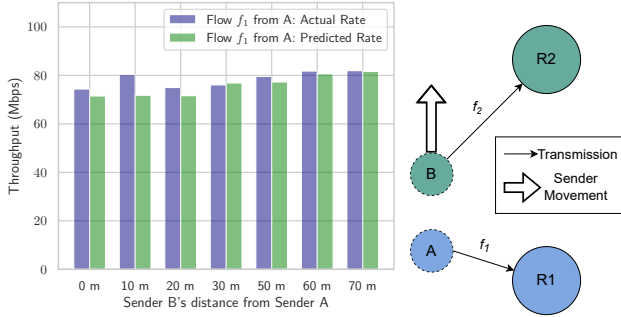 Flow f₁ from A: Actual Rate
Flow f₁ from A: Predicted Rate
Throughput (Mbps)
100
80
60
40
20
0
0 m 10 m 20 m 30 m 50 m 60 m 70 m
Sender B's distance from Sender A
R2
f₂
B
Transmission
Sender
Movement
A
f₁
R1